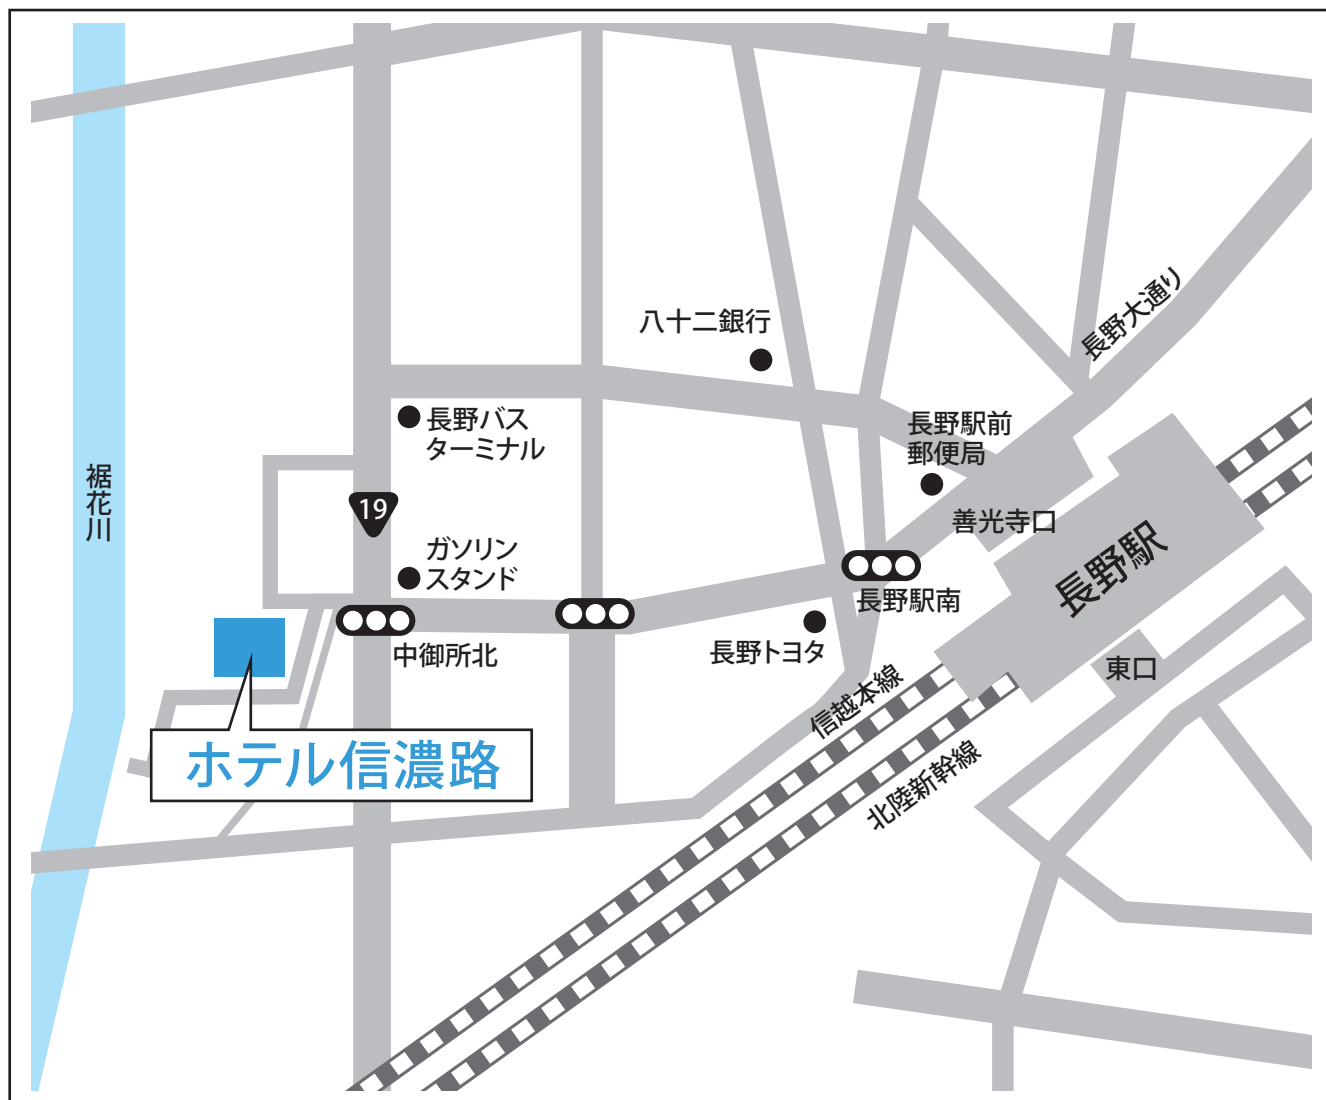 長野大通り
八十二銀行
長野バス
ターミナル
長野駅前
郵便局
裾花川
19
善光寺口
長野駅
ガソリン
スタンド
長野駅南
中御所北
長野トヨタ
東口
信越本線
北陸新幹線
ホテル信濃路